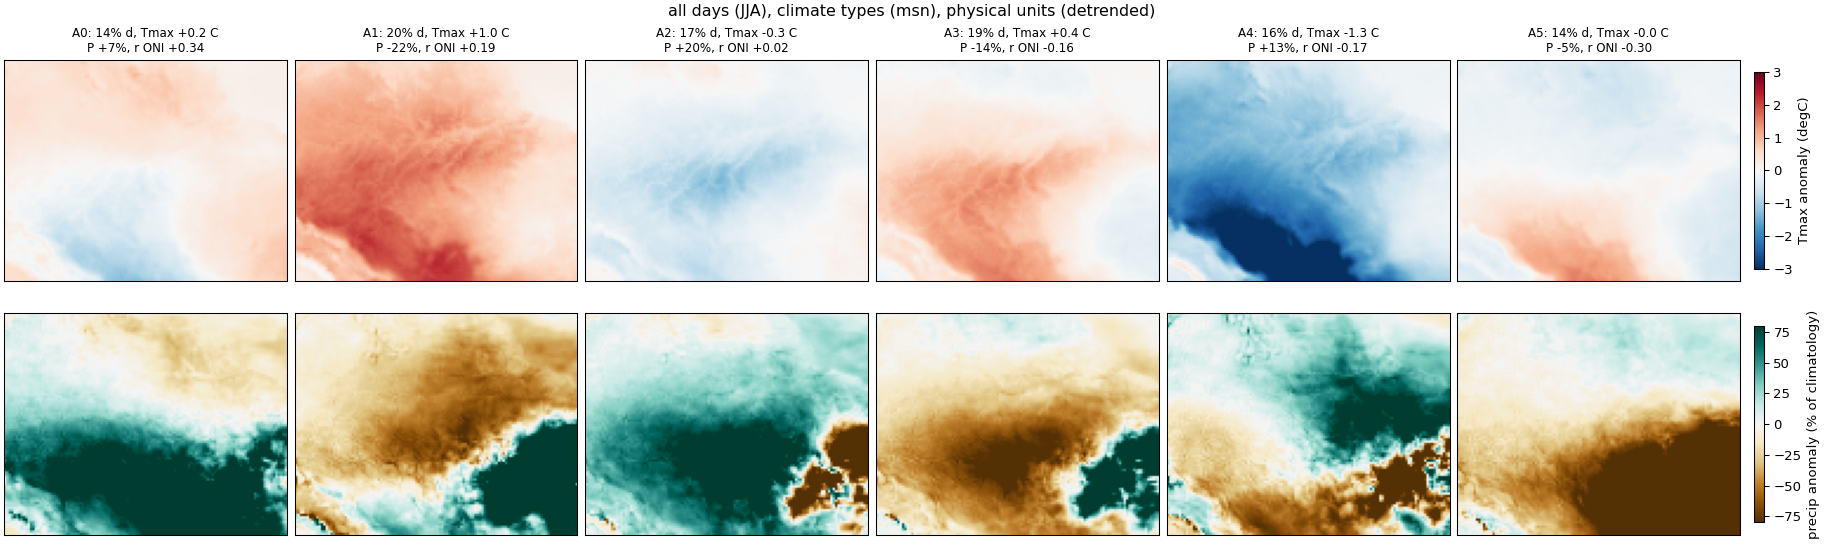 all days (JJA), climate types (msn), physical units (detrended)
A0: 14% d, Tmax +0.2 C
P +7%, r ONI +0.34
A1: 20% d, Tmax +1.0 C
P -22%, r ONI +0.19
A2: 17% d, Tmax -0.3 C
P +20%, r ONI +0.02
A3: 19% d, Tmax +0.4 C
P -14%, r ONI -0.16
A4: 16% d, Tmax -1.3 C
P +13%, r ONI -0.17
A5: 14% d, Tmax -0.0 C
P -5%, r ONI -0.30
3
2
1
0
−1
−2
−3
Tmax anomaly (degC)
75
50
25
0
−25
−50
−75
precip anomaly (% of climatology)